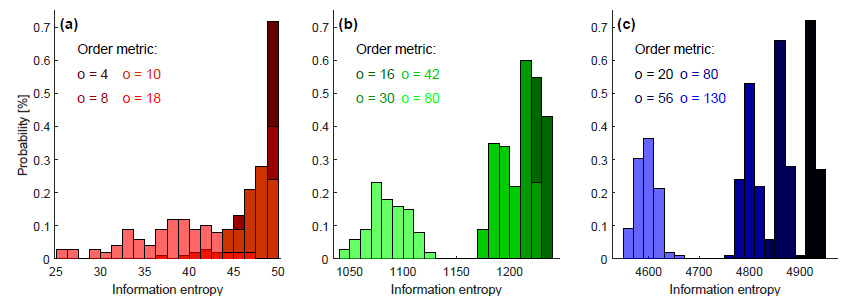 (a)
Order metric:
o = 4 o = 10
o = 8 o = 18
0.7
0.6
0.5
0.4
0.3
0.2
0.1
0
Probability [%]
25 30 35 40 45 50
Information entropy
(b)
Order metric:
o = 16 o = 42
o = 30 o = 80
0.7
0.6
0.5
0.4
0.3
0.2
0.1
0
1050 1100 1150 1200
Information entropy
(c)
Order metric:
o = 20 o = 80
o = 56 o = 130
0.7
0.6
0.5
0.4
0.3
0.2
0.1
0
4600 4700 4800 4900
Information entropy